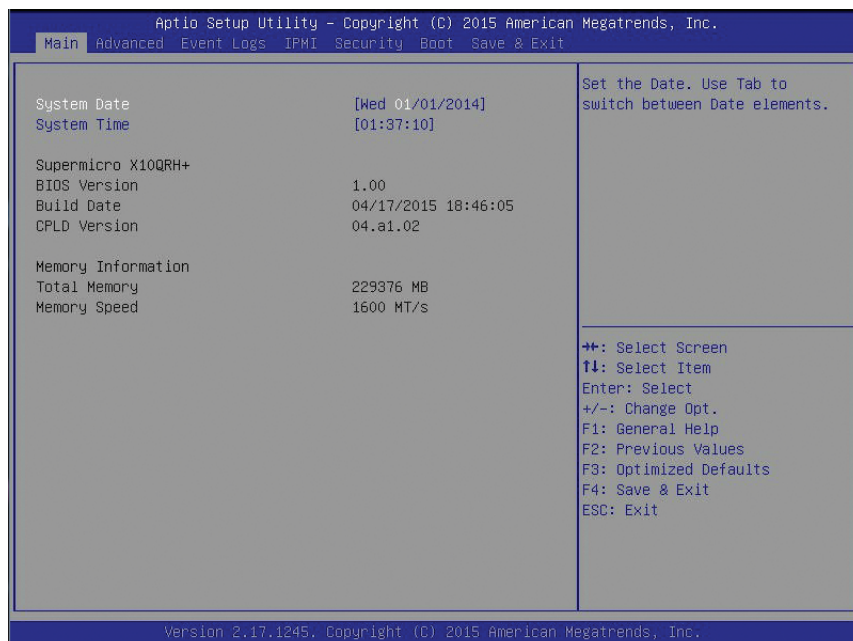 Aptio Setup Utility – Copyright (C) 2015 American Megatrends, Inc.
Main Advanced Event Logs IPMI Security Boot Save & Exit
System Date [Wed 01/01/2014]
System Time [01:37:10]
Supermicro X10QRH+
BIOS Version 1.00
Build Date 04/17/2015 18:46:05
CPLD Version 04.a1.02
Memory Information
Total Memory 229376 MB
Memory Speed 1600 MT/s
Set the Date. Use Tab to
switch between Date elements.
→←: Select Screen
↑↓: Select Item
Enter: Select
+/-: Change Opt.
F1: General Help
F2: Previous Values
F3: Optimized Defaults
F4: Save & Exit
ESC: Exit
Version 2.17.1245. Copyright (C) 2015 American Megatrends, Inc.